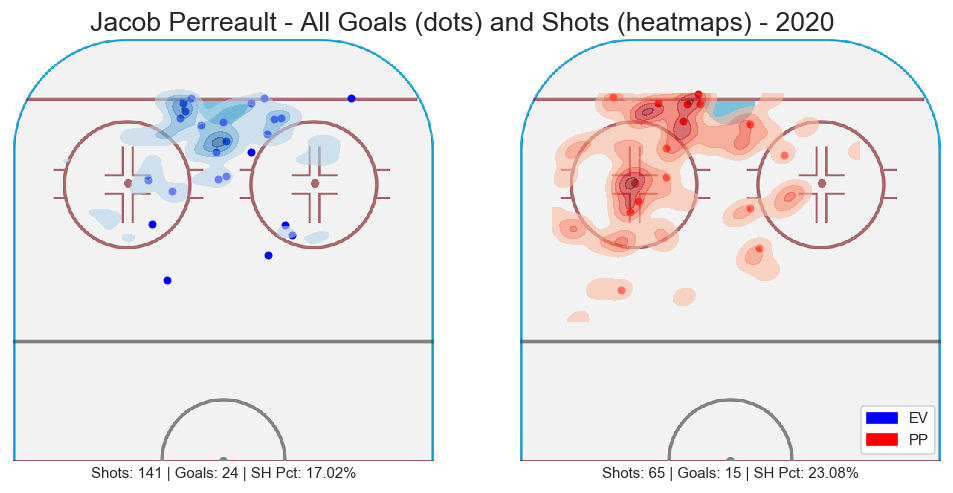 Jacob Perreault - All Goals (dots) and Shots (heatmaps) - 2020
EV
PP
Shots: 141 | Goals: 24 | SH Pct: 17.02%
Shots: 65 | Goals: 15 | SH Pct: 23.08%